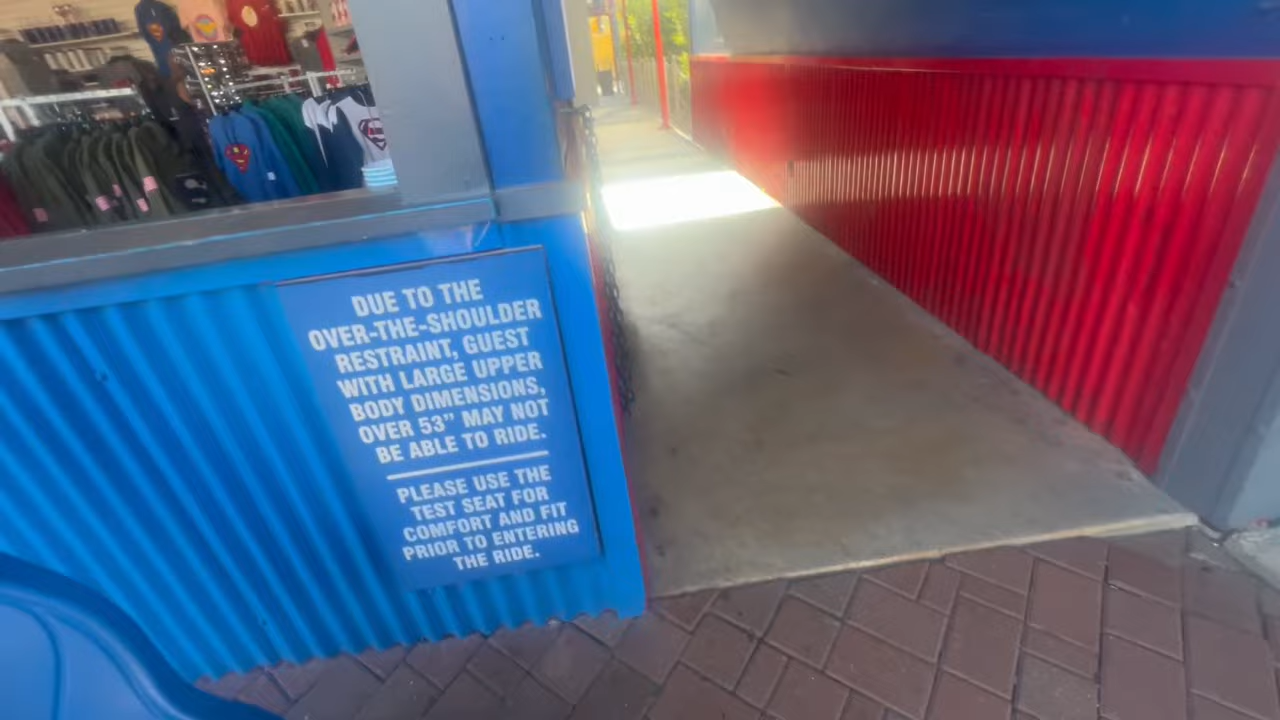 DUE TO THE
OVER-THE-SHOULDER
RESTRAINT, GUEST
WITH LARGE UPPER
BODY DIMENSIONS,
OVER 53" MAY NOT
BE ABLE TO RIDE.
PLEASE USE THE
TEST SEAT FOR
COMFORT AND FIT
PRIOR TO ENTERING
THE RIDE.